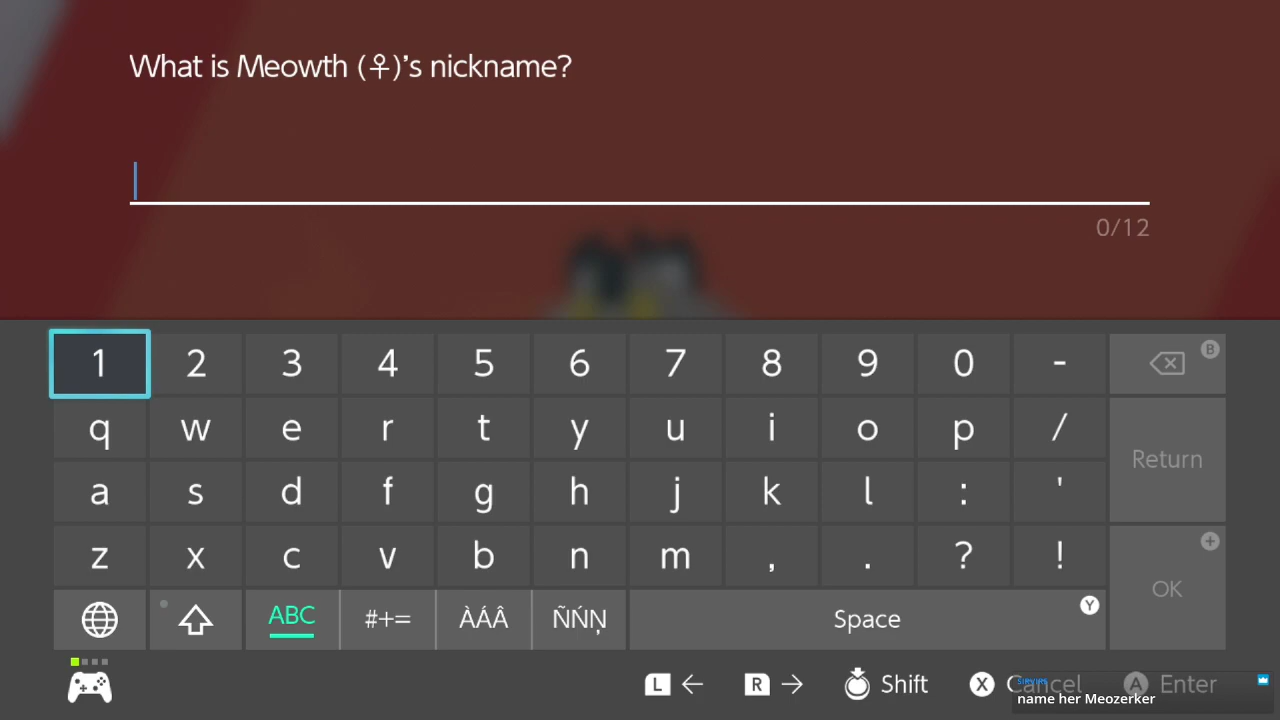 What is Meowth (♀)'s nickname?
0/12
1 2 3 4 5 6 7 8 9 0 - B
q w e r t y u i o p / Return
a s d f g h j k l : '
z x c v b n m , . ? ! + OK
ABC #+= ÀÁÂ ÑŃŅ Space Y
L ← R → Shift X Cancel A Enter
name her Meozerker